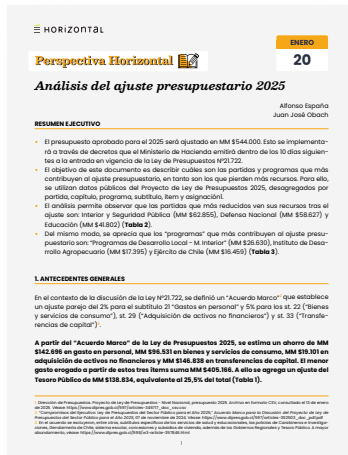 HORIZONTAL
ENERO
20
Perspectiva Horizontal
Análisis del ajuste presupuestario 2025
Alfonso España
Juan José Obach
RESUMEN EJECUTIVO
• El presupuesto aprobado para el 2025 será ajustado en MM $544.000. Esto se implementa-
rá a través de decretos que el Ministerio de Hacienda emitirá dentro de los 10 días siguien-
tes a la entrada en vigencia de la Ley de Presupuestos Nº21.722.
• El objetivo de este documento es describir cuáles son las partidas y programas que más
contribuyen al ajuste presupuestario, en tanto son los que pierden más recursos. Para ello,
se utilizan datos públicos del Proyecto de Ley de Presupuestos 2025, desagregados por
partida, capítulo, programa, subtítulo, ítem y asignación1.
• El análisis permite observar que las partidas que más reducidos ven sus recursos tras el
ajuste son: Interior y Seguridad Pública (MM $62.855), Defensa Nacional (MM $58.627) y
Educación (MM $41.802) (Tabla 2).
• Del mismo modo, se aprecia que los "programas" que más contribuyen al ajuste presu-
puestario son: "Programas de Desarrollo Local - M. Interior" (MM $26.630), Instituto de Desa-
rrollo Agropecuario (MM $17.395) y Ejército de Chile (MM $16.459) (Tabla 3).
1. ANTECEDENTES GENERALES
En el contexto de la discusión de la Ley Nº21.722, se definió un "Acuerdo Marco"2 que establece
un ajuste parejo del 2% para el subtítulo 21 "Gastos en personal" y 5% para los st. 22 ("Bienes
y servicios de consumo"), st. 29 ("Adquisición de activos no financieros") y st. 33 ("Transfe-
rencias de capital")3.
A partir del "Acuerdo Marco" de la Ley de Presupuestos 2025, se estima un ahorro de MM
$142.696 en gasto en personal, MM $96.531 en bienes y servicios de consumo, MM $19.101 en
adquisición de activos no financieros y MM $146.838 en transferencias de capital. El menor
gasto erogado a partir de estos tres ítems suma MM $405.166. A ello se agrega un ajuste del
Tesoro Público de MM $138.834, equivalente al 25,5% del total (Tabla 1).
1